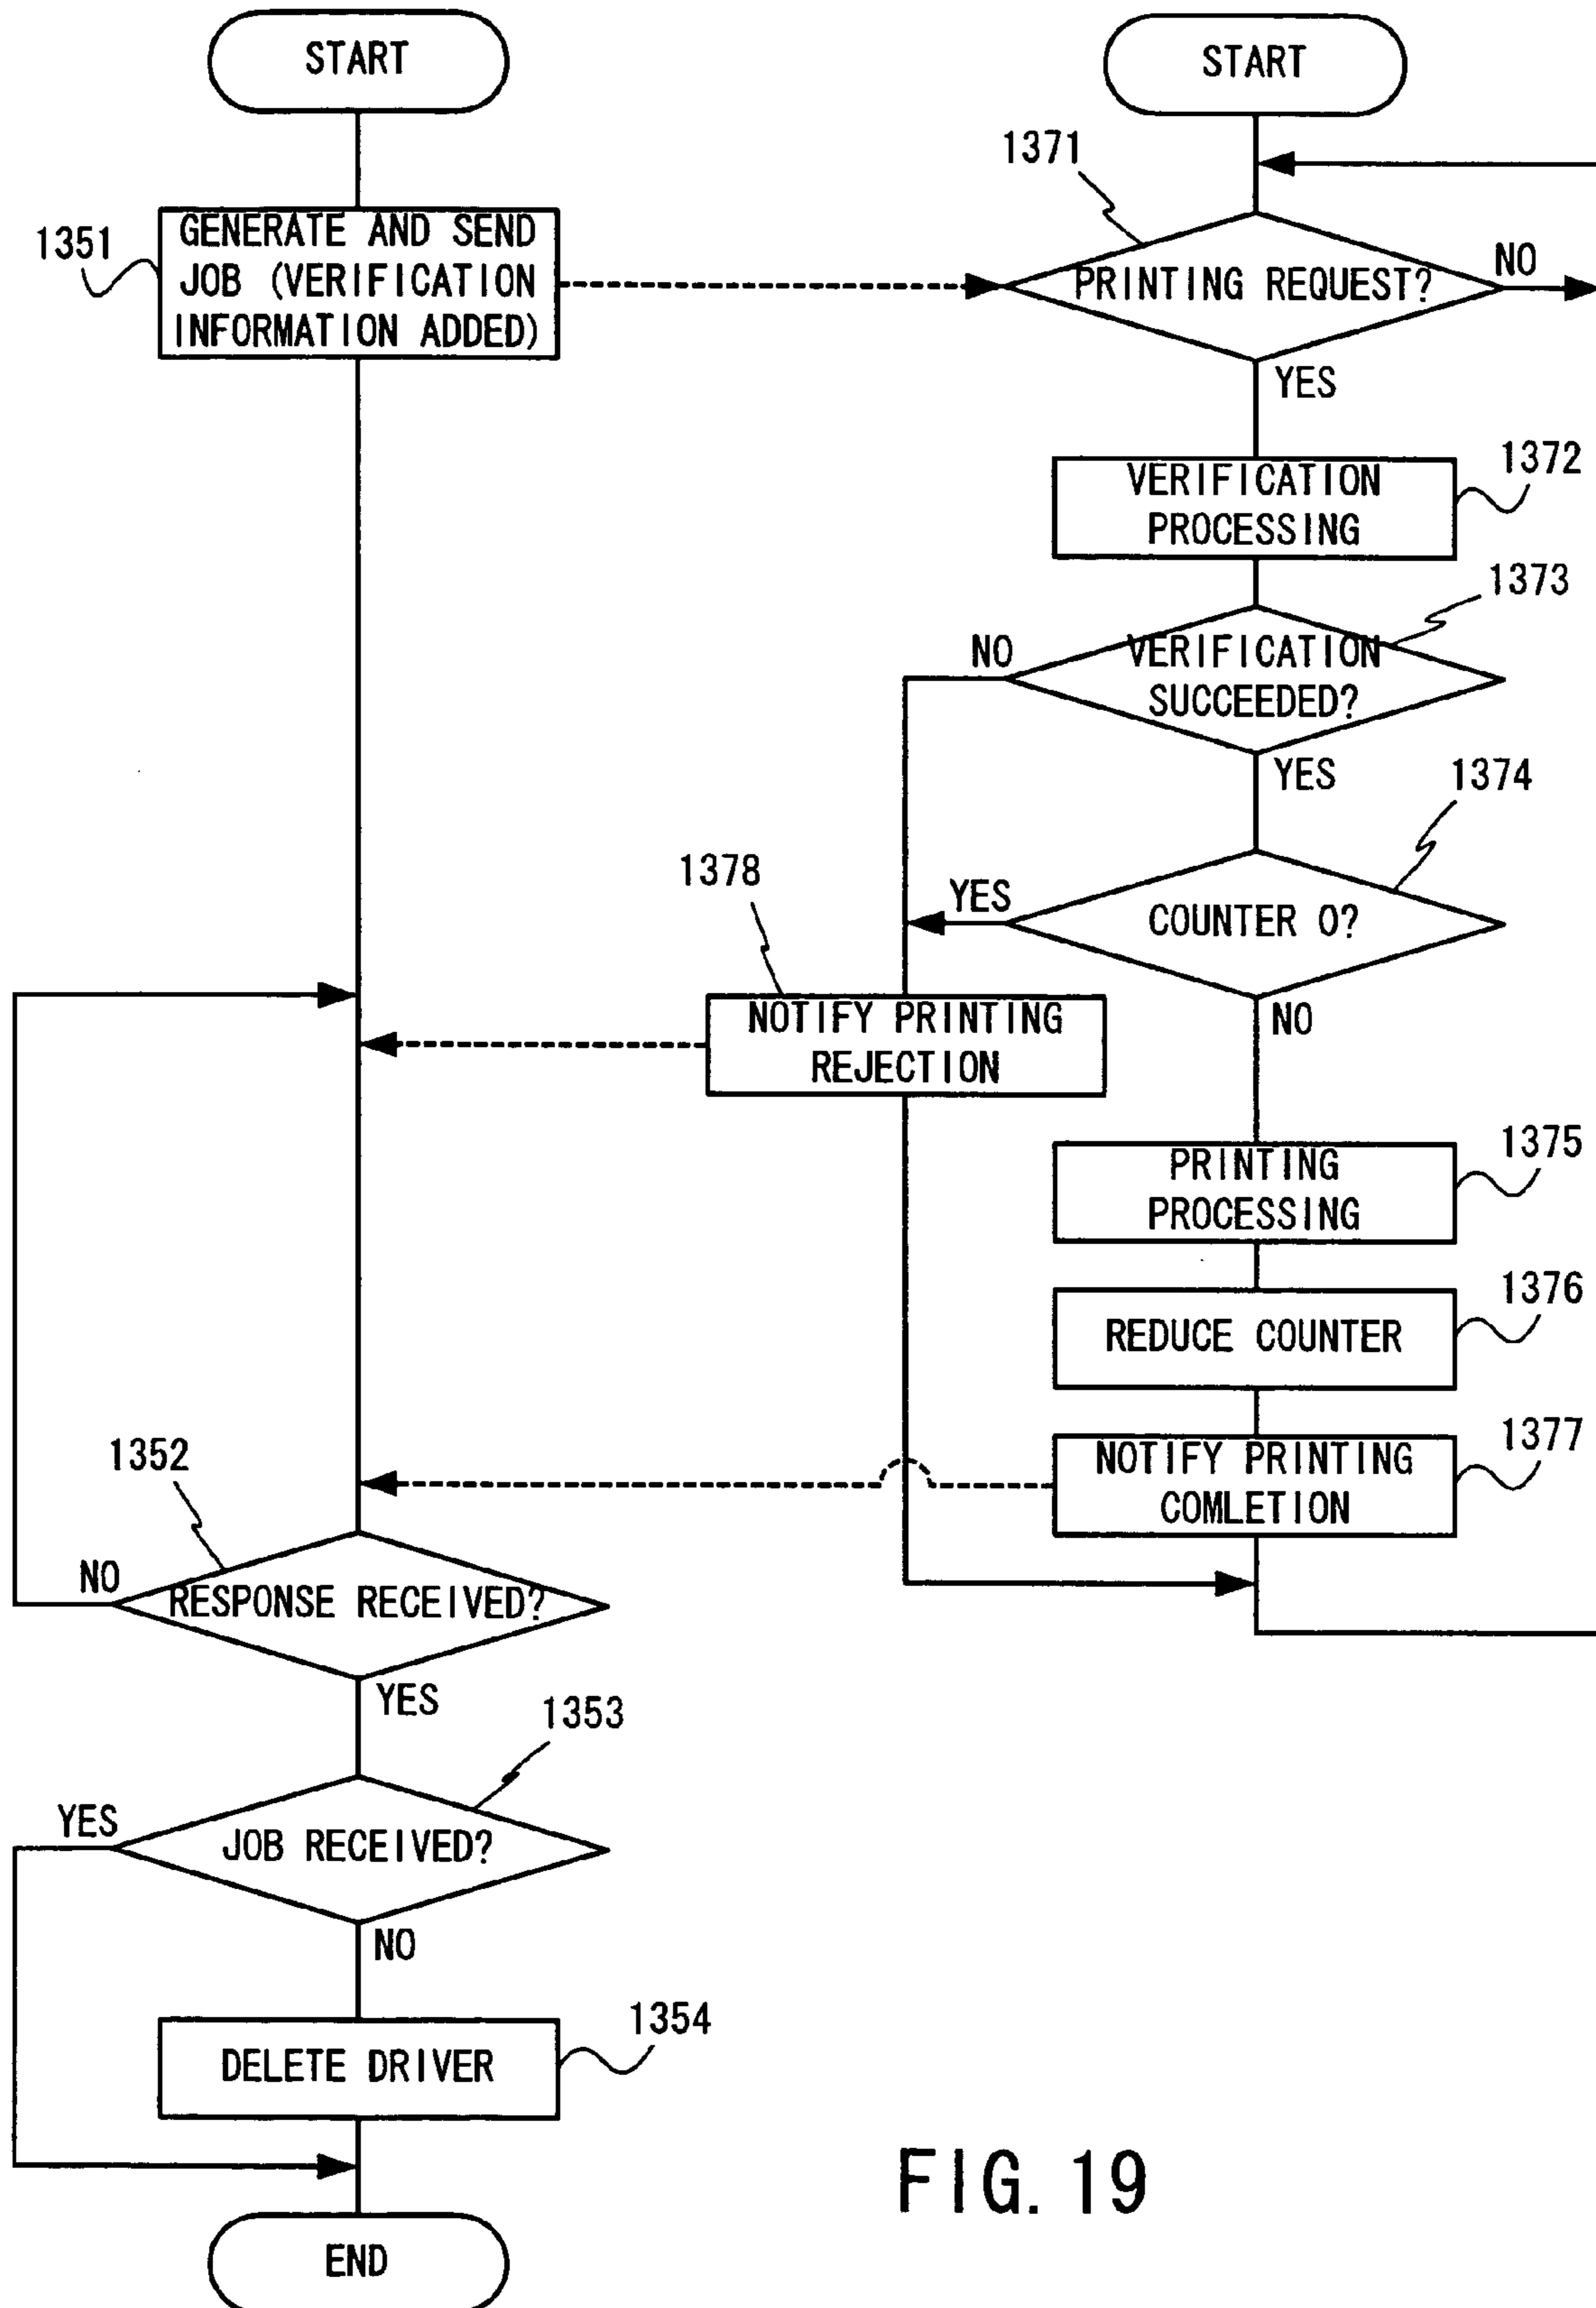 START
1351
GENERATE AND SEND
JOB (VERIFICATION
INFORMATION ADDED)
1352
NO
RESPONSE RECEIVED?
YES
1353
YES
JOB RECEIVED?
NO
1354
DELETE DRIVER
END
START
1371
PRINTING REQUEST?
NO
YES
1372
VERIFICATION
PROCESSING
1373
NO
VERIFICATION
SUCCEEDED?
YES
1374
YES
COUNTER 0?
NO
1378
NOTIFY PRINTING
REJECTION
1375
PRINTING
PROCESSING
1376
REDUCE COUNTER
1377
NOTIFY PRINTING
COMLETION
FIG. 19